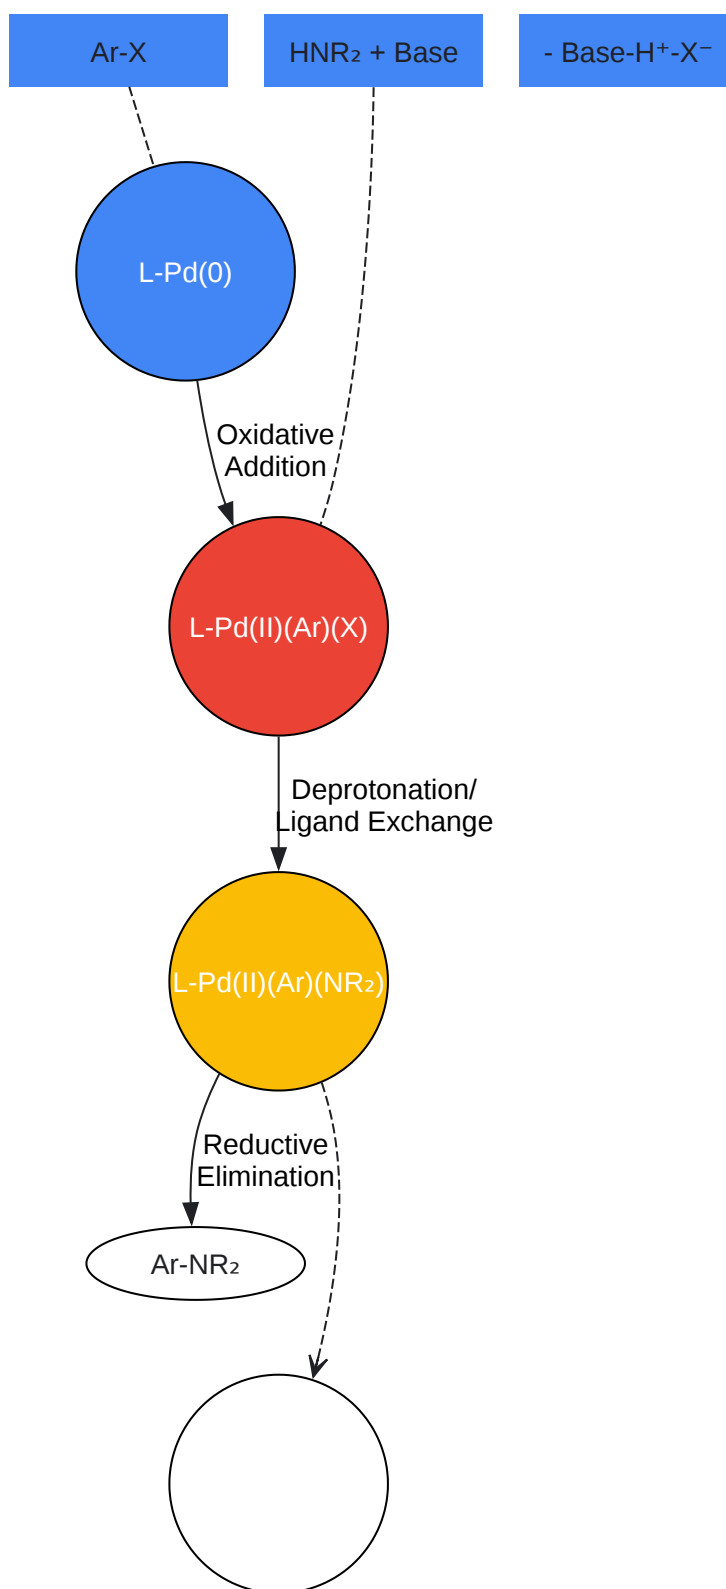 Ar-X
HNR₂ + Base
- Base-H⁺-X⁻
L-Pd(0)
Oxidative
Addition
L-Pd(II)(Ar)(X)
Deprotonation/
Ligand Exchange
L-Pd(II)(Ar)(NR₂)
Reductive
Elimination
Ar-NR₂